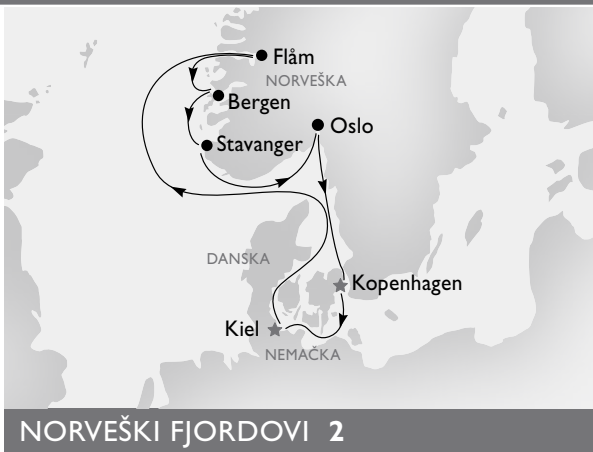 Flåm
NORVEŠKA
Bergen
Oslo
Stavanger
DANSKA
Kopenhagen
Kiel
NEMAČKA
NORVEŠKI FJORDOVI 2